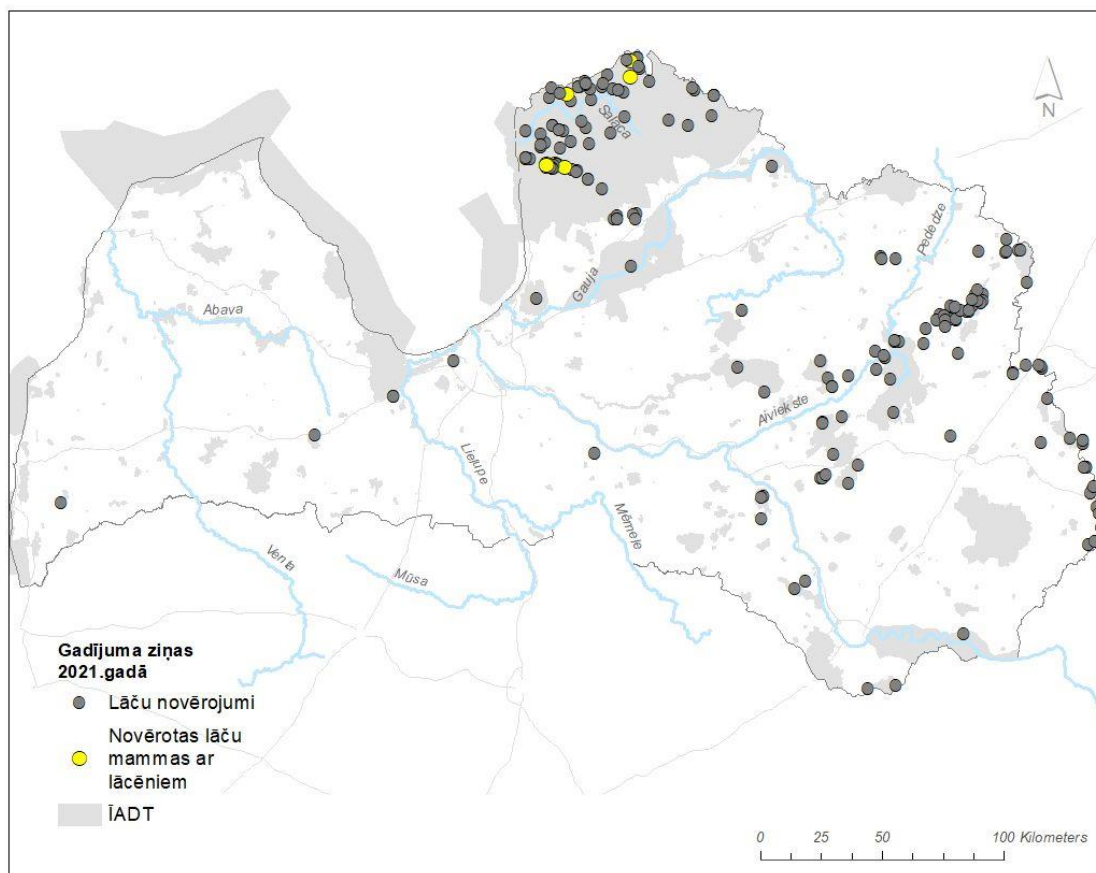 N
Salaca
Pededze
Gauja
Abava
Aiviekste
Lielupe
Mēmele
Venta
Mūsa
Gadījuma ziņas
2021.gadā
Lāču novērojumi
Novērotas lāču
mammas ar
lācēniem
ĪADT
0 25 50 100 Kilometers